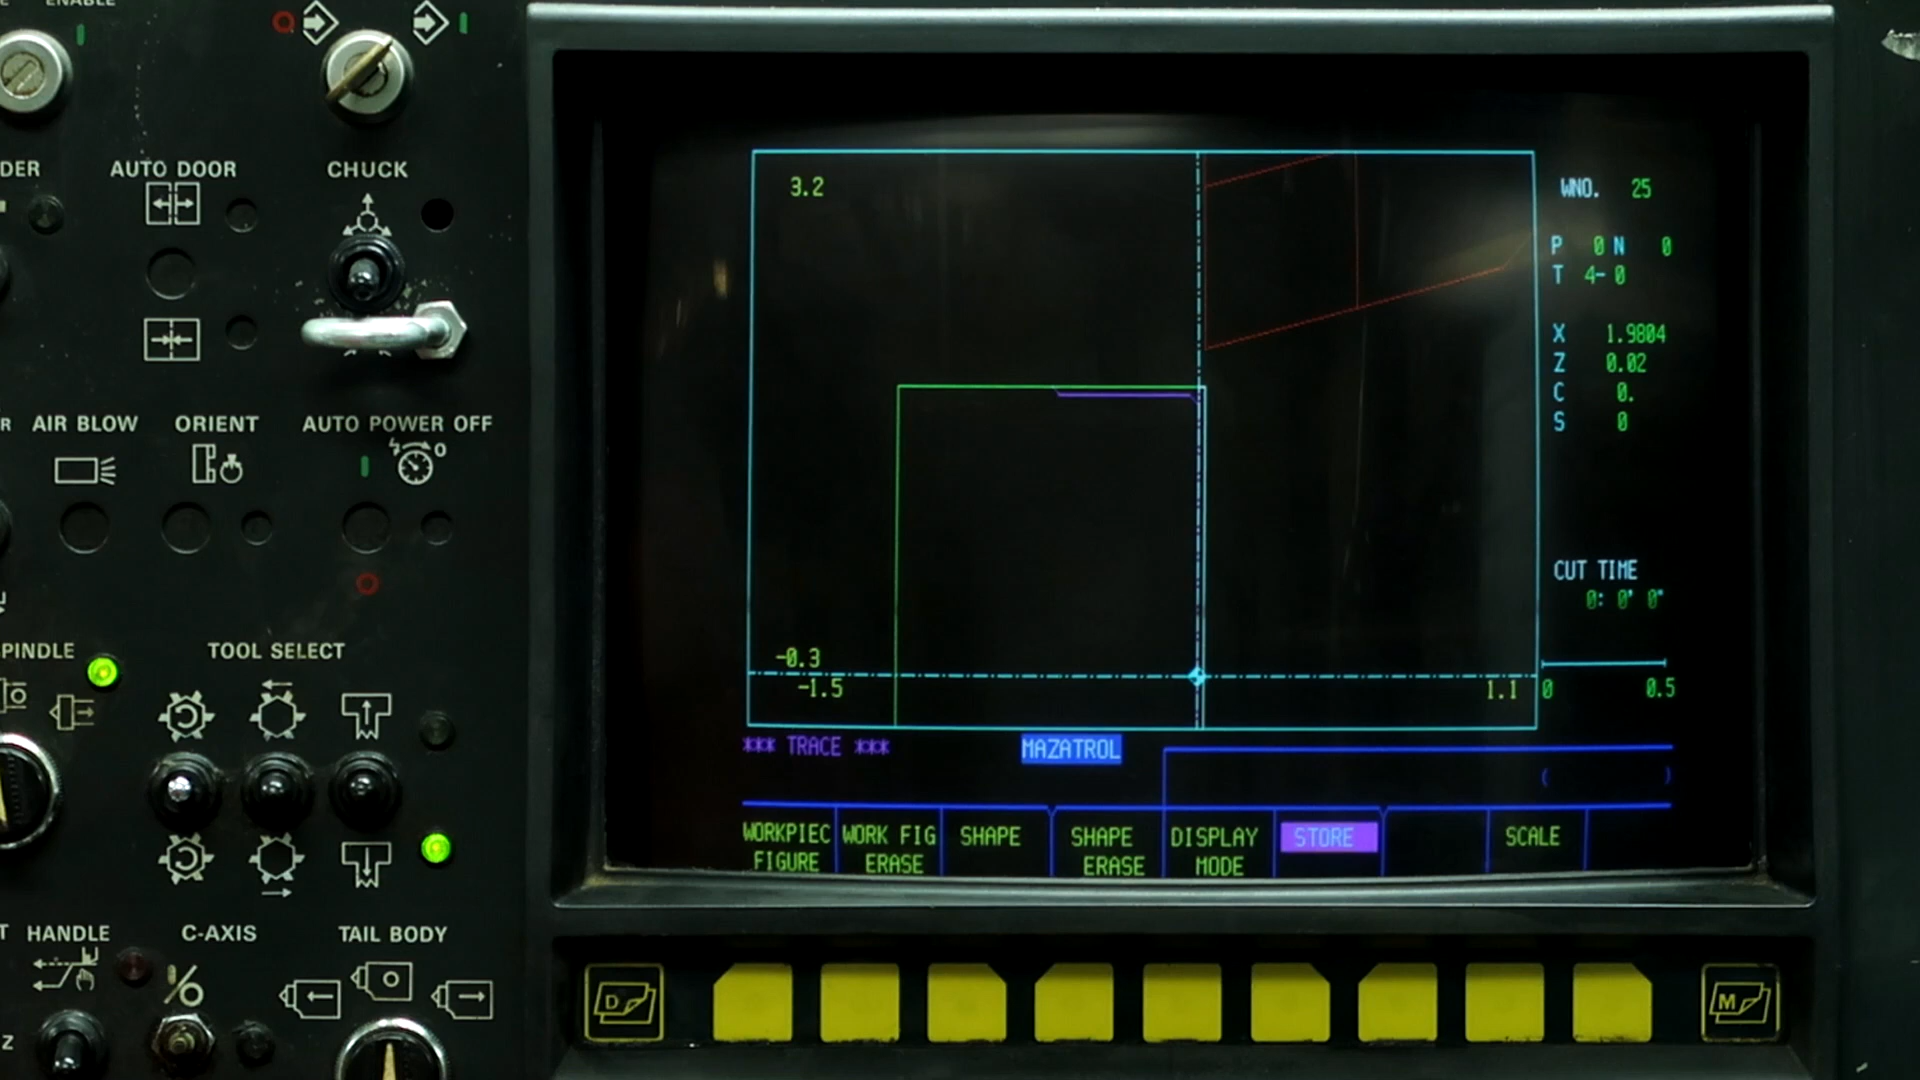 ENABLE
DER
AUTO DOOR
CHUCK
AIR BLOW
ORIENT
AUTO POWER OFF
PINDLE
TOOL SELECT
HANDLE
C-AXIS
TAIL BODY
Z
3.2
-0.3
-1.5
1.1
WNO. 25
P 0 N 0
T 4- 0
X 1.9804
Z 0.02
C 0.
S 0
CUT TIME
0: 0' 0"
0 0.5
*** TRACE ***
MAZATROL
( )
WORKPIEC FIGURE
WORK FIG ERASE
SHAPE
SHAPE ERASE
DISPLAY MODE
STORE
SCALE
D
M